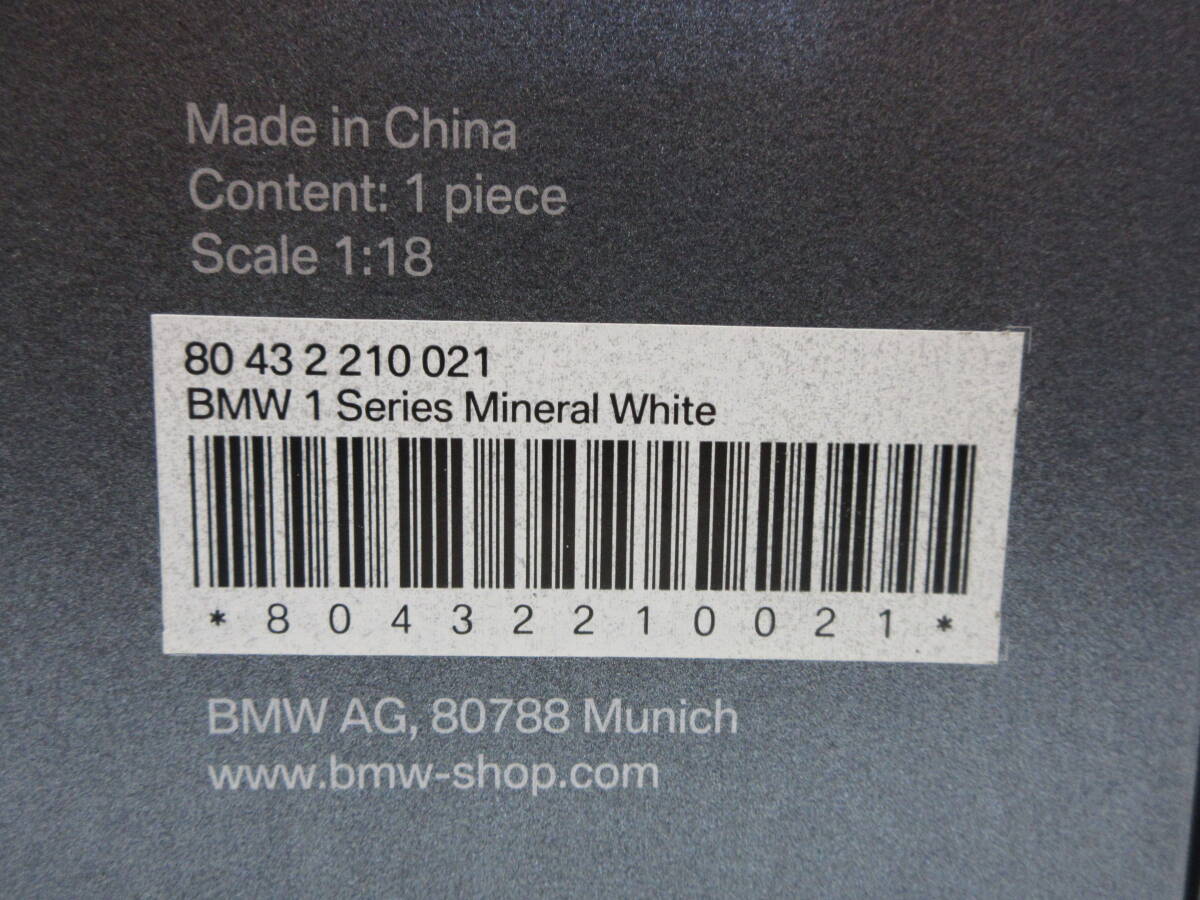 Made in China
Content: 1 piece
Scale 1:18
80 43 2 210 021
BMW 1 Series Mineral White
* 8 0 4 3 2 2 1 0 0 2 1 *
BMW AG, 80788 Munich
www.bmw-shop.com